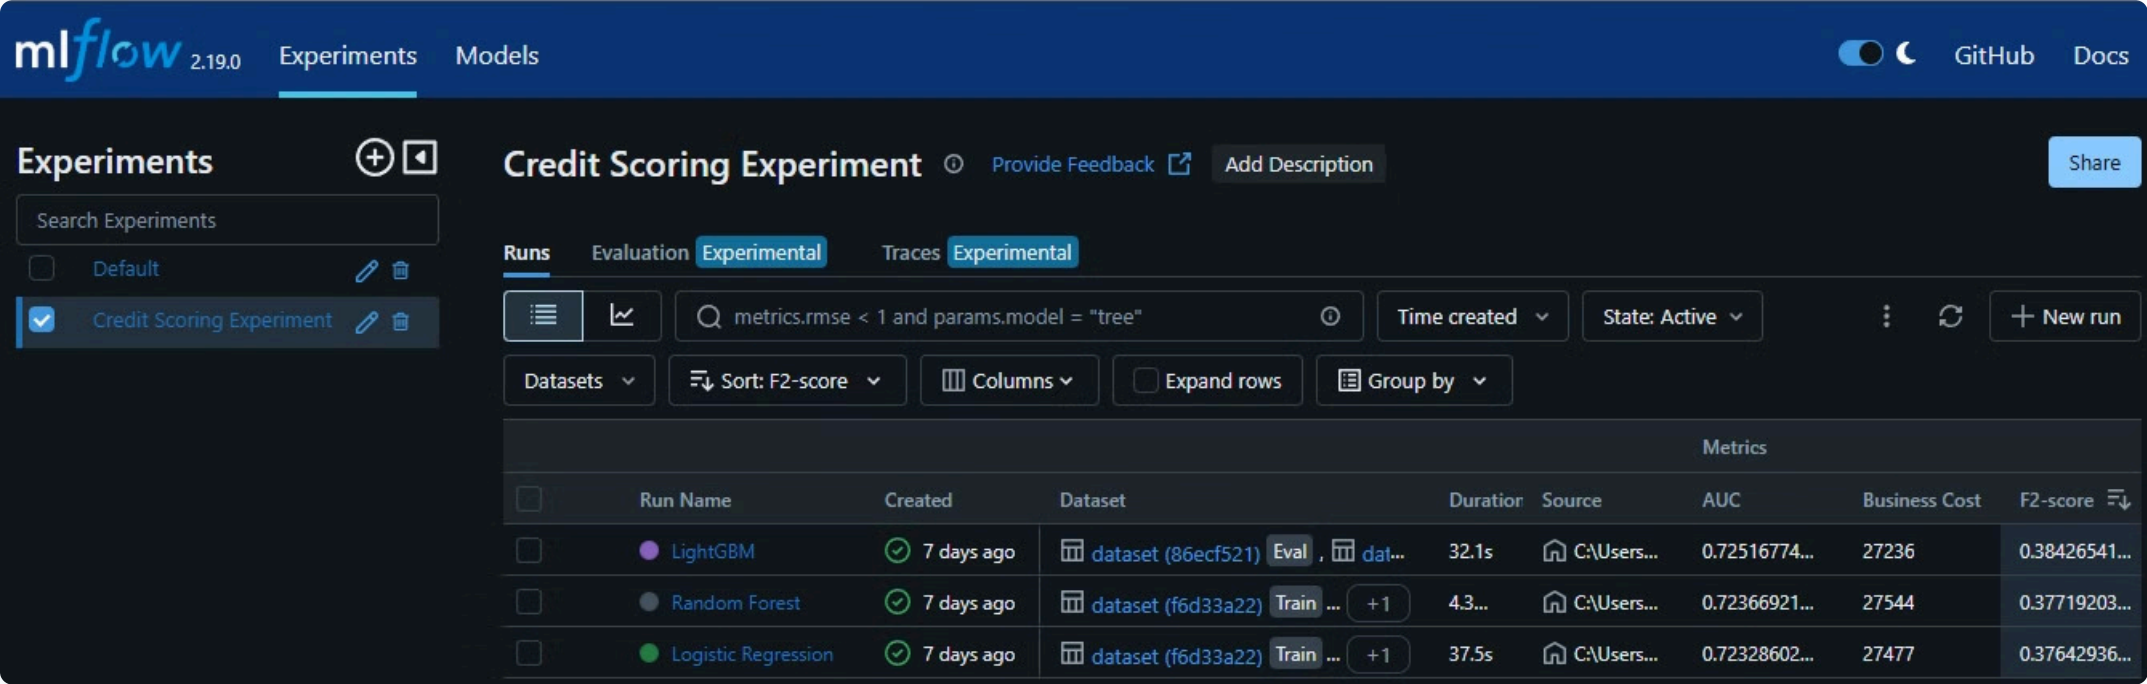 mlflow 2.19.0 Experiments Models GitHub Docs
Experiments
Search Experiments
Default
Credit Scoring Experiment
Credit Scoring Experiment Provide Feedback Add Description Share
Runs Evaluation Experimental Traces Experimental
metrics.rmse < 1 and params.model = "tree" Time created State: Active New run
Datasets Sort: F2-score Columns Expand rows Group by
Metrics
Run Name Created Dataset Duration Source AUC Business Cost F2-score
LightGBM 7 days ago dataset (86ecf521) Eval , dat... 32.1s C:\Users... 0.72516774... 27236 0.38426541...
Random Forest 7 days ago dataset (f6d33a22) Train ... +1 4.3... C:\Users... 0.72366921... 27544 0.37719203...
Logistic Regression 7 days ago dataset (f6d33a22) Train ... +1 37.5s C:\Users... 0.72328602... 27477 0.37642936...